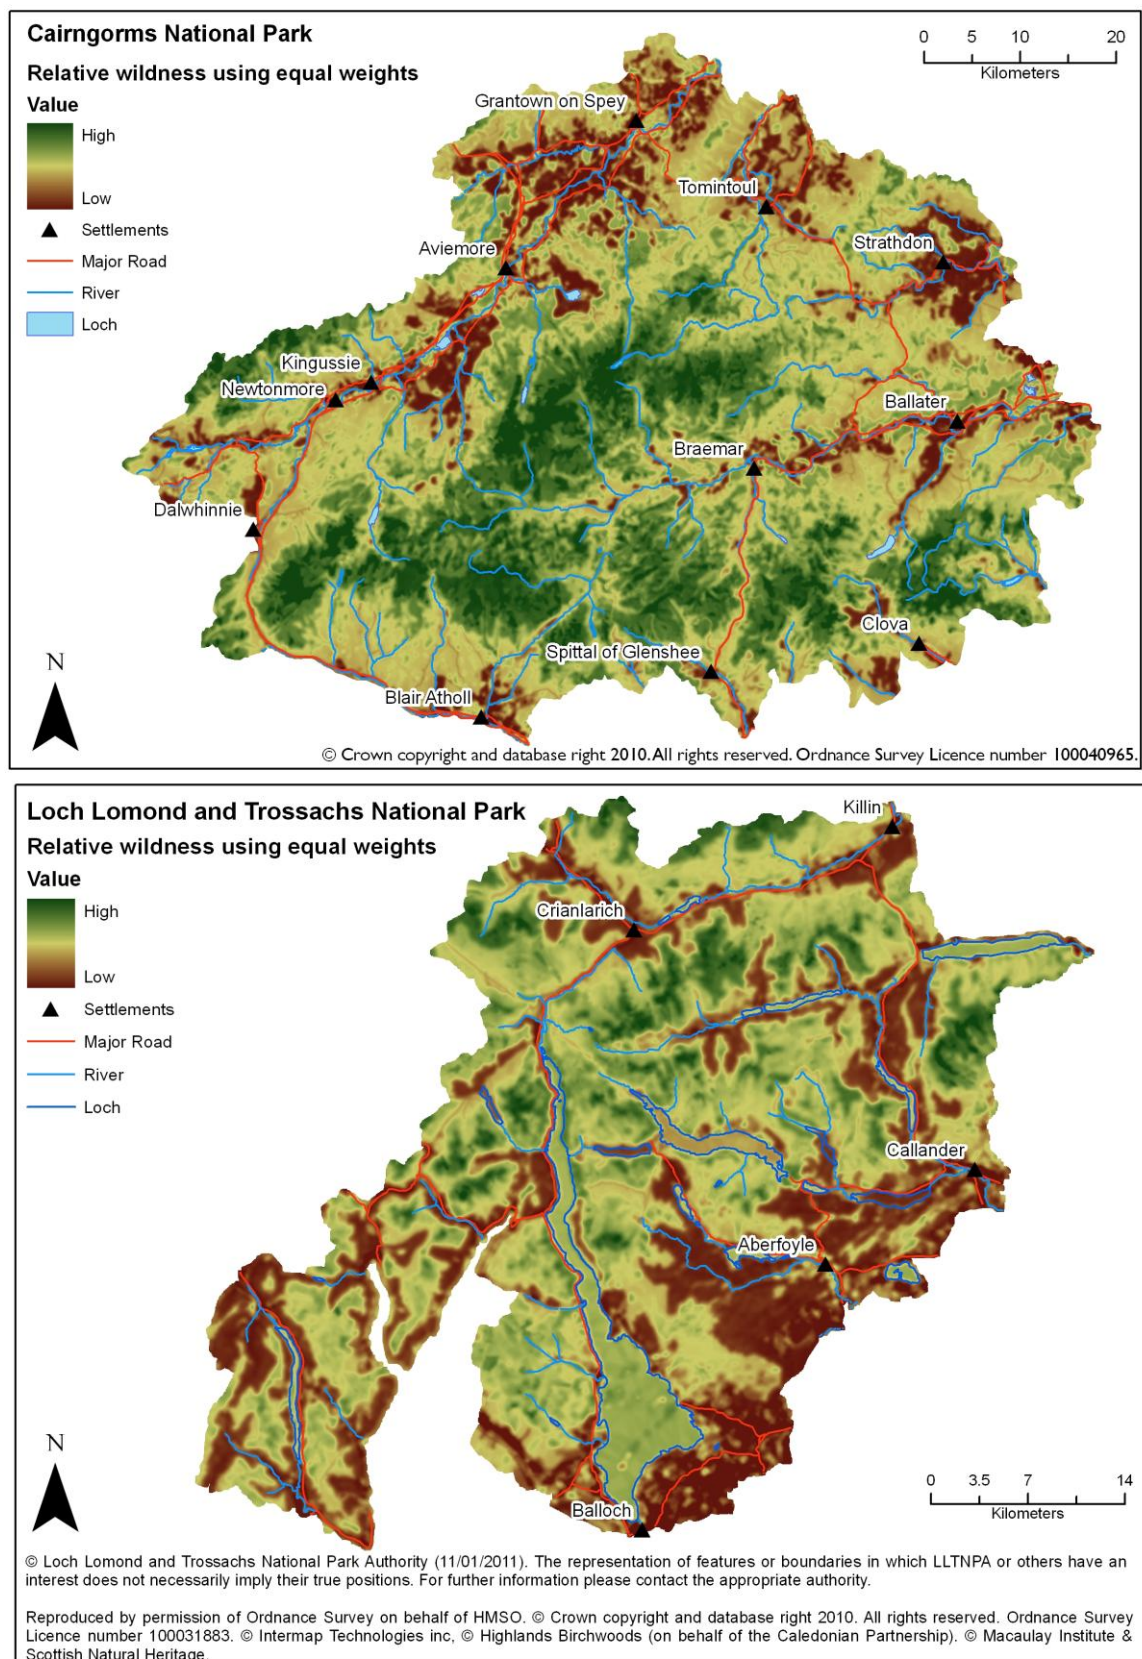 Cairngorms National Park
Relative wildness using equal weights
Value
High
Low
Settlements
Major Road
River
Loch
0 5 10 20
Kilometers
Grantown on Spey
Tomintoul
Strathdon
Aviemore
Kingussie
Newtonmore
Ballater
Braemar
Dalwhinnie
Clova
Spittal of Glenshee
Blair Atholl
N
© Crown copyright and database right 2010. All rights reserved. Ordnance Survey Licence number 100040965.
Loch Lomond and Trossachs National Park
Relative wildness using equal weights
Value
High
Low
Settlements
Major Road
River
Loch
Killin
Crianlarich
Callander
Aberfoyle
Balloch
N
0 3.5 7 14
Kilometers
© Loch Lomond and Trossachs National Park Authority (11/01/2011). The representation of features or boundaries in which LLTNPA or others have an
interest does not necessarily imply their true positions. For further information please contact the appropriate authority.
Reproduced by permission of Ordnance Survey on behalf of HMSO. © Crown copyright and database right 2010. All rights reserved. Ordnance Survey
Licence number 100031883. © Intermap Technologies inc, © Highlands Birchwoods (on behalf of the Caledonian Partnership). © Macaulay Institute &
Scottish Natural Heritage.